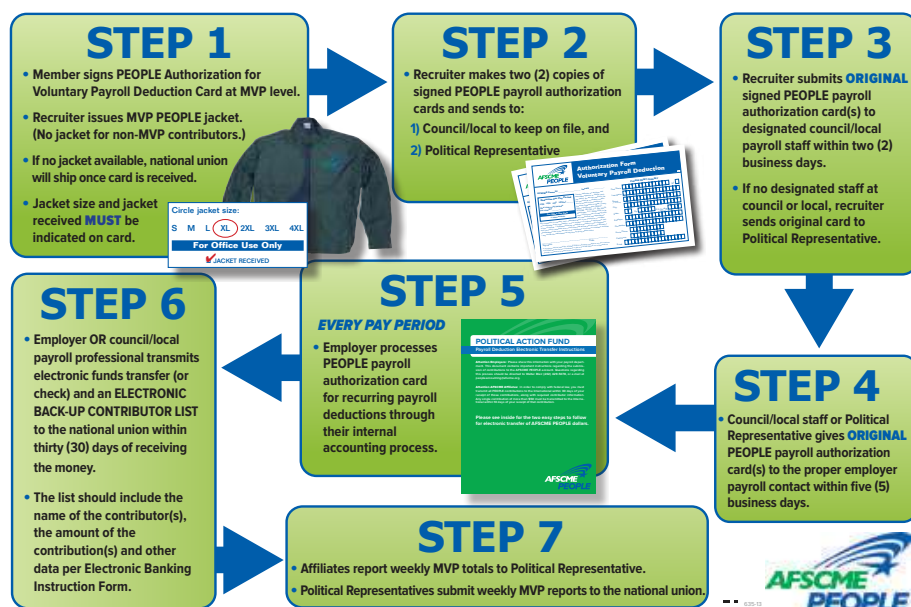 STEP 1
• Member signs PEOPLE Authorization for
Voluntary Payroll Deduction Card at MVP level.
• Recruiter issues MVP PEOPLE jacket.
(No jacket for non-MVP contributors.)
• If no jacket available, national union
will ship once card is received.
• Jacket size and jacket
received MUST be
indicated on card.
Circle jacket size:
S M L XL 2XL 3XL 4XL
For Office Use Only
JACKET RECEIVED
STEP 2
• Recruiter makes two (2) copies of
signed PEOPLE payroll authorization
cards and sends to:
1) Council/local to keep on file, and
2) Political Representative
AFSCME
PEOPLE
Authorization Form
Voluntary Payroll Deduction
STEP 3
• Recruiter submits ORIGINAL
signed PEOPLE payroll
authorization card(s) to
designated council/local
payroll staff within two (2)
business days.
• If no designated staff at
council or local, recruiter
sends original card to
Political Representative.
STEP 4
• Council/local staff or Political
Representative gives ORIGINAL
PEOPLE payroll authorization
card(s) to the proper employer
payroll contact within five (5)
business days.
STEP 5
EVERY PAY PERIOD
• Employer processes
PEOPLE payroll
authorization card
for recurring payroll
deductions through
their internal
accounting process.
POLITICAL ACTION FUND
Payroll Deduction Electronic Transfer Instructions
Please see inside for the two easy steps to follow
for electronic transfer of AFSCME PEOPLE dollars.
AFSCME
PEOPLE
STEP 6
• Employer OR council/local
payroll professional transmits
electronic funds transfer (or
check) and an ELECTRONIC
BACK-UP CONTRIBUTOR LIST
to the national union within
thirty (30) days of receiving
the money.
• The list should include the
name of the contributor(s),
the amount of the
contribution(s) and other
data per Electronic Banking
Instruction Form.
STEP 7
• Affiliates report weekly MVP totals to Political Representative.
• Political Representatives submit weekly MVP reports to the national union.
AFSCME
PEOPLE